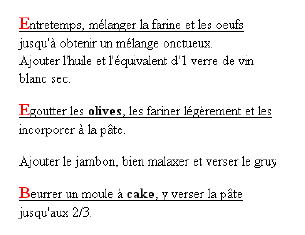 Entretemps, mélanger la farine et les oeufs
jusqu'à obtenir un mélange onctueux.
Ajouter l'huile et l'équivalent d'1 verre de vin
blanc sec.
Egoutter les olives, les fariner légèrement et les
incorporer à la pâte.
Ajouter le jambon, bien malaxer et verser le gruy
Beurrer un moule à cake, y verser la pâte
jusqu'aux 2/3.